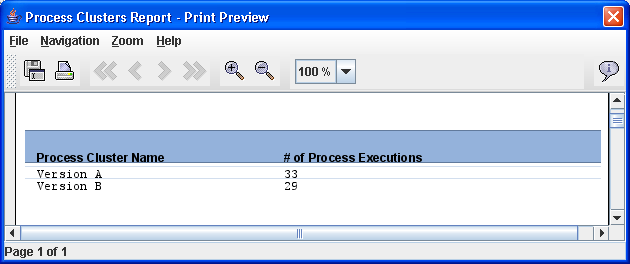 Process Clusters Report - Print Preview
File Navigation Zoom Help
100 %
Process Cluster Name # of Process Executions
Version A 33
Version B 29
Page 1 of 1